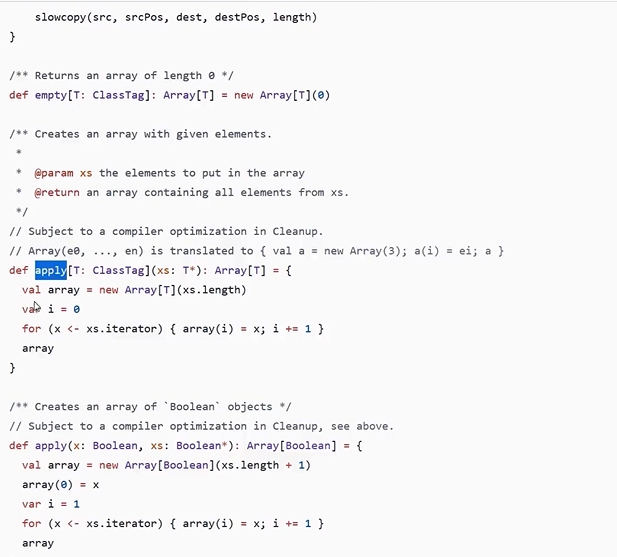 slowcopy(src, srcPos, dest, destPos, length)
}
/** Returns an array of length 0 */
def empty[T: ClassTag]: Array[T] = new Array[T](0)
/** Creates an array with given elements.
*
* @param xs the elements to put in the array
* @return an array containing all elements from xs.
*/
// Subject to a compiler optimization in Cleanup.
// Array(e0, ..., en) is translated to { val a = new Array(3); a(i) = ei; a }
def apply[T: ClassTag](xs: T*): Array[T] = {
val array = new Array[T](xs.length)
var i = 0
for (x <- xs.iterator) { array(i) = x; i += 1 }
array
}
/** Creates an array of `Boolean` objects */
// Subject to a compiler optimization in Cleanup, see above.
def apply(x: Boolean, xs: Boolean*): Array[Boolean] = {
val array = new Array[Boolean](xs.length + 1)
array(0) = x
var i = 1
for (x <- xs.iterator) { array(i) = x; i += 1 }
array